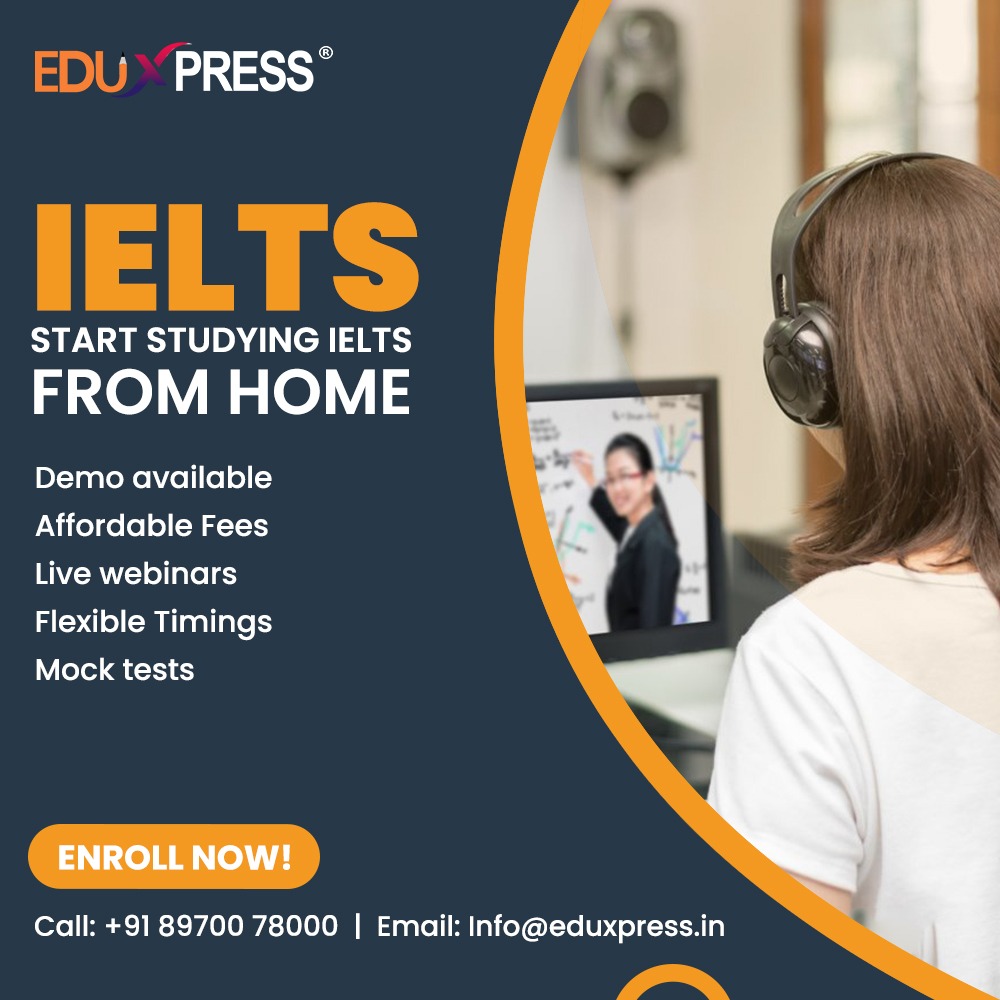 EDUXPRESS®
IELTS
START STUDYING IELTS
FROM HOME
Demo available
Affordable Fees
Live webinars
Flexible Timings
Mock tests
ENROLL NOW!
Call: +91 89700 78000 | Email: Info@eduxpress.in